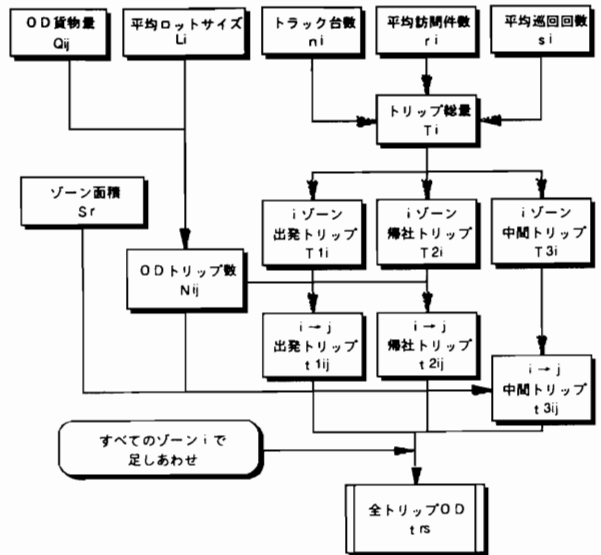 OD貨物量
Qij
平均ロットサイズ
Li
トラック台数
ni
平均訪問件数
ri
平均巡回回数
si
トリップ総量
Ti
ゾーン面積
Sr
iゾーン
出発トリップ
T1i
iゾーン
帰社トリップ
T2i
iゾーン
中間トリップ
T3i
ODトリップ数
Nij
i→j
出発トリップ
t1ij
i→j
帰社トリップ
t2ij
i→j
中間トリップ
t3ij
すべてのゾーンiで
足しあわせ
全トリップOD
trs